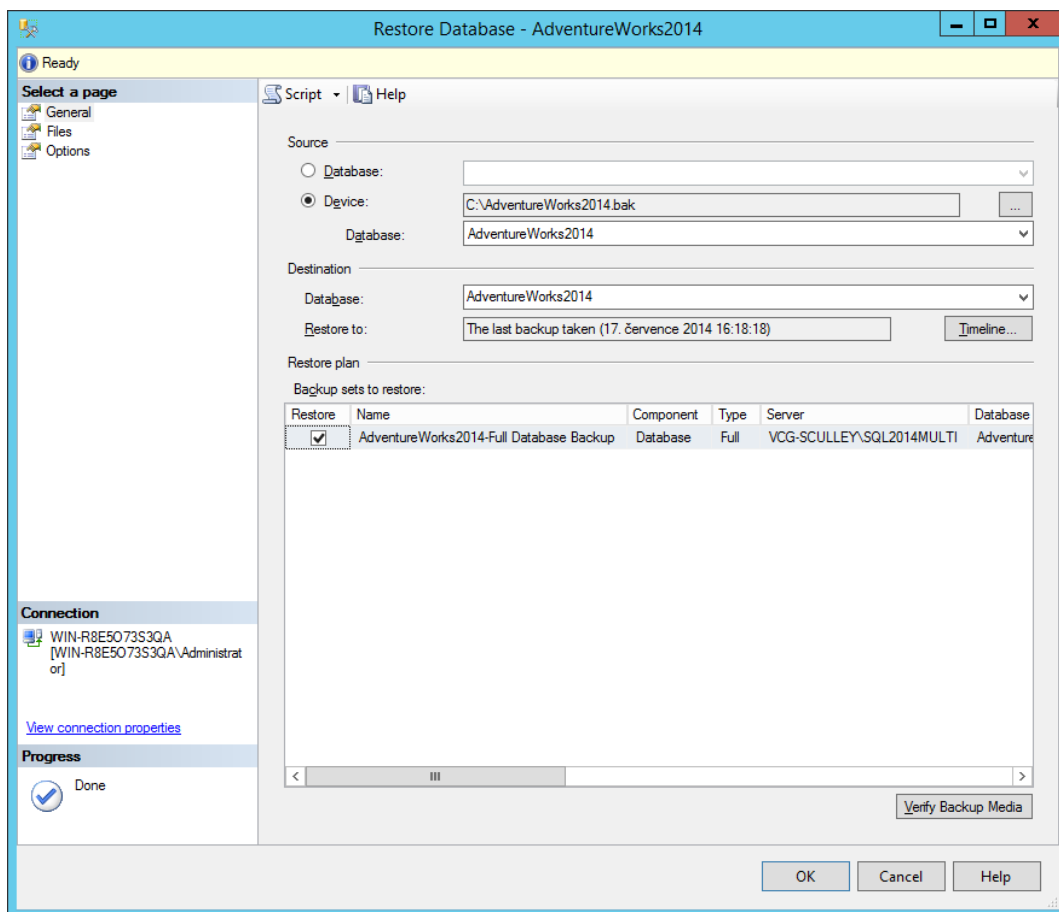 Restore Database - AdventureWorks2014
Ready
Select a page
General
Files
Options
Script
Help
Source
Database:
Device:
C:\AdventureWorks2014.bak
...
Database:
AdventureWorks2014
Destination
Database:
AdventureWorks2014
Restore to:
The last backup taken (17. července 2014 16:18:18)
Timeline...
Restore plan
Backup sets to restore:
Restore Name Component Type Server Database
AdventureWorks2014-Full Database Backup Database Full VCG-SCULLEY\SQL2014MULTI Adventure
Connection
WIN-R8E5O73S3QA
[WIN-R8E5O73S3QA\Administrat
or]
View connection properties
Progress
Done
Verify Backup Media
OK
Cancel
Help